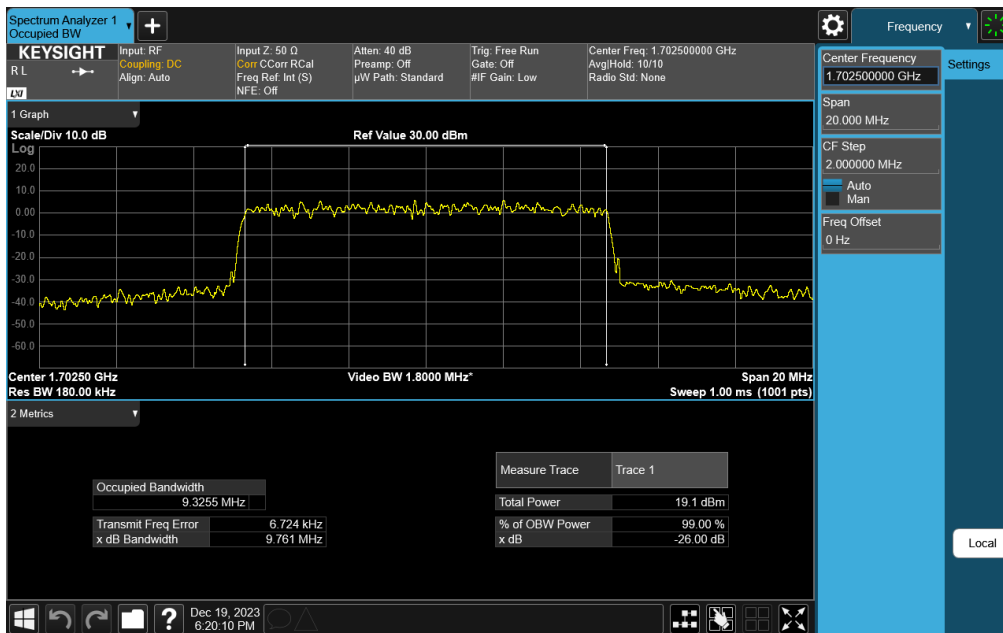 Spectrum Analyzer 1
Occupied BW
Frequency
KEYSIGHT
R L
LXI
Input: RF
Coupling: DC
Align: Auto
Input Z: 50 Ω
Corr CCorr RCal
Freq Ref: Int (S)
NFE: Off
Atten: 40 dB
Preamp: Off
µW Path: Standard
Trig: Free Run
Gate: Off
#IF Gain: Low
Center Freq: 1.702500000 GHz
Avg|Hold: 10/10
Radio Std: None
Center Frequency
1.702500000 GHz
Settings
Span
20.000 MHz
CF Step
2.000000 MHz
Auto
Man
Freq Offset
0 Hz
Local
1 Graph
Scale/Div 10.0 dB
Ref Value 30.00 dBm
Log
20.0
10.0
0.00
-10.0
-20.0
-30.0
-40.0
-50.0
-60.0
Center 1.70250 GHz
Video BW 1.8000 MHz*
Span 20 MHz
Res BW 180.00 kHz
Sweep 1.00 ms (1001 pts)
2 Metrics
Measure Trace Trace 1
Occupied Bandwidth
9.3255 MHz
Total Power 19.1 dBm
Transmit Freq Error 6.724 kHz
% of OBW Power 99.00 %
x dB Bandwidth 9.761 MHz
x dB -26.00 dB
Dec 19, 2023
6:20:10 PM